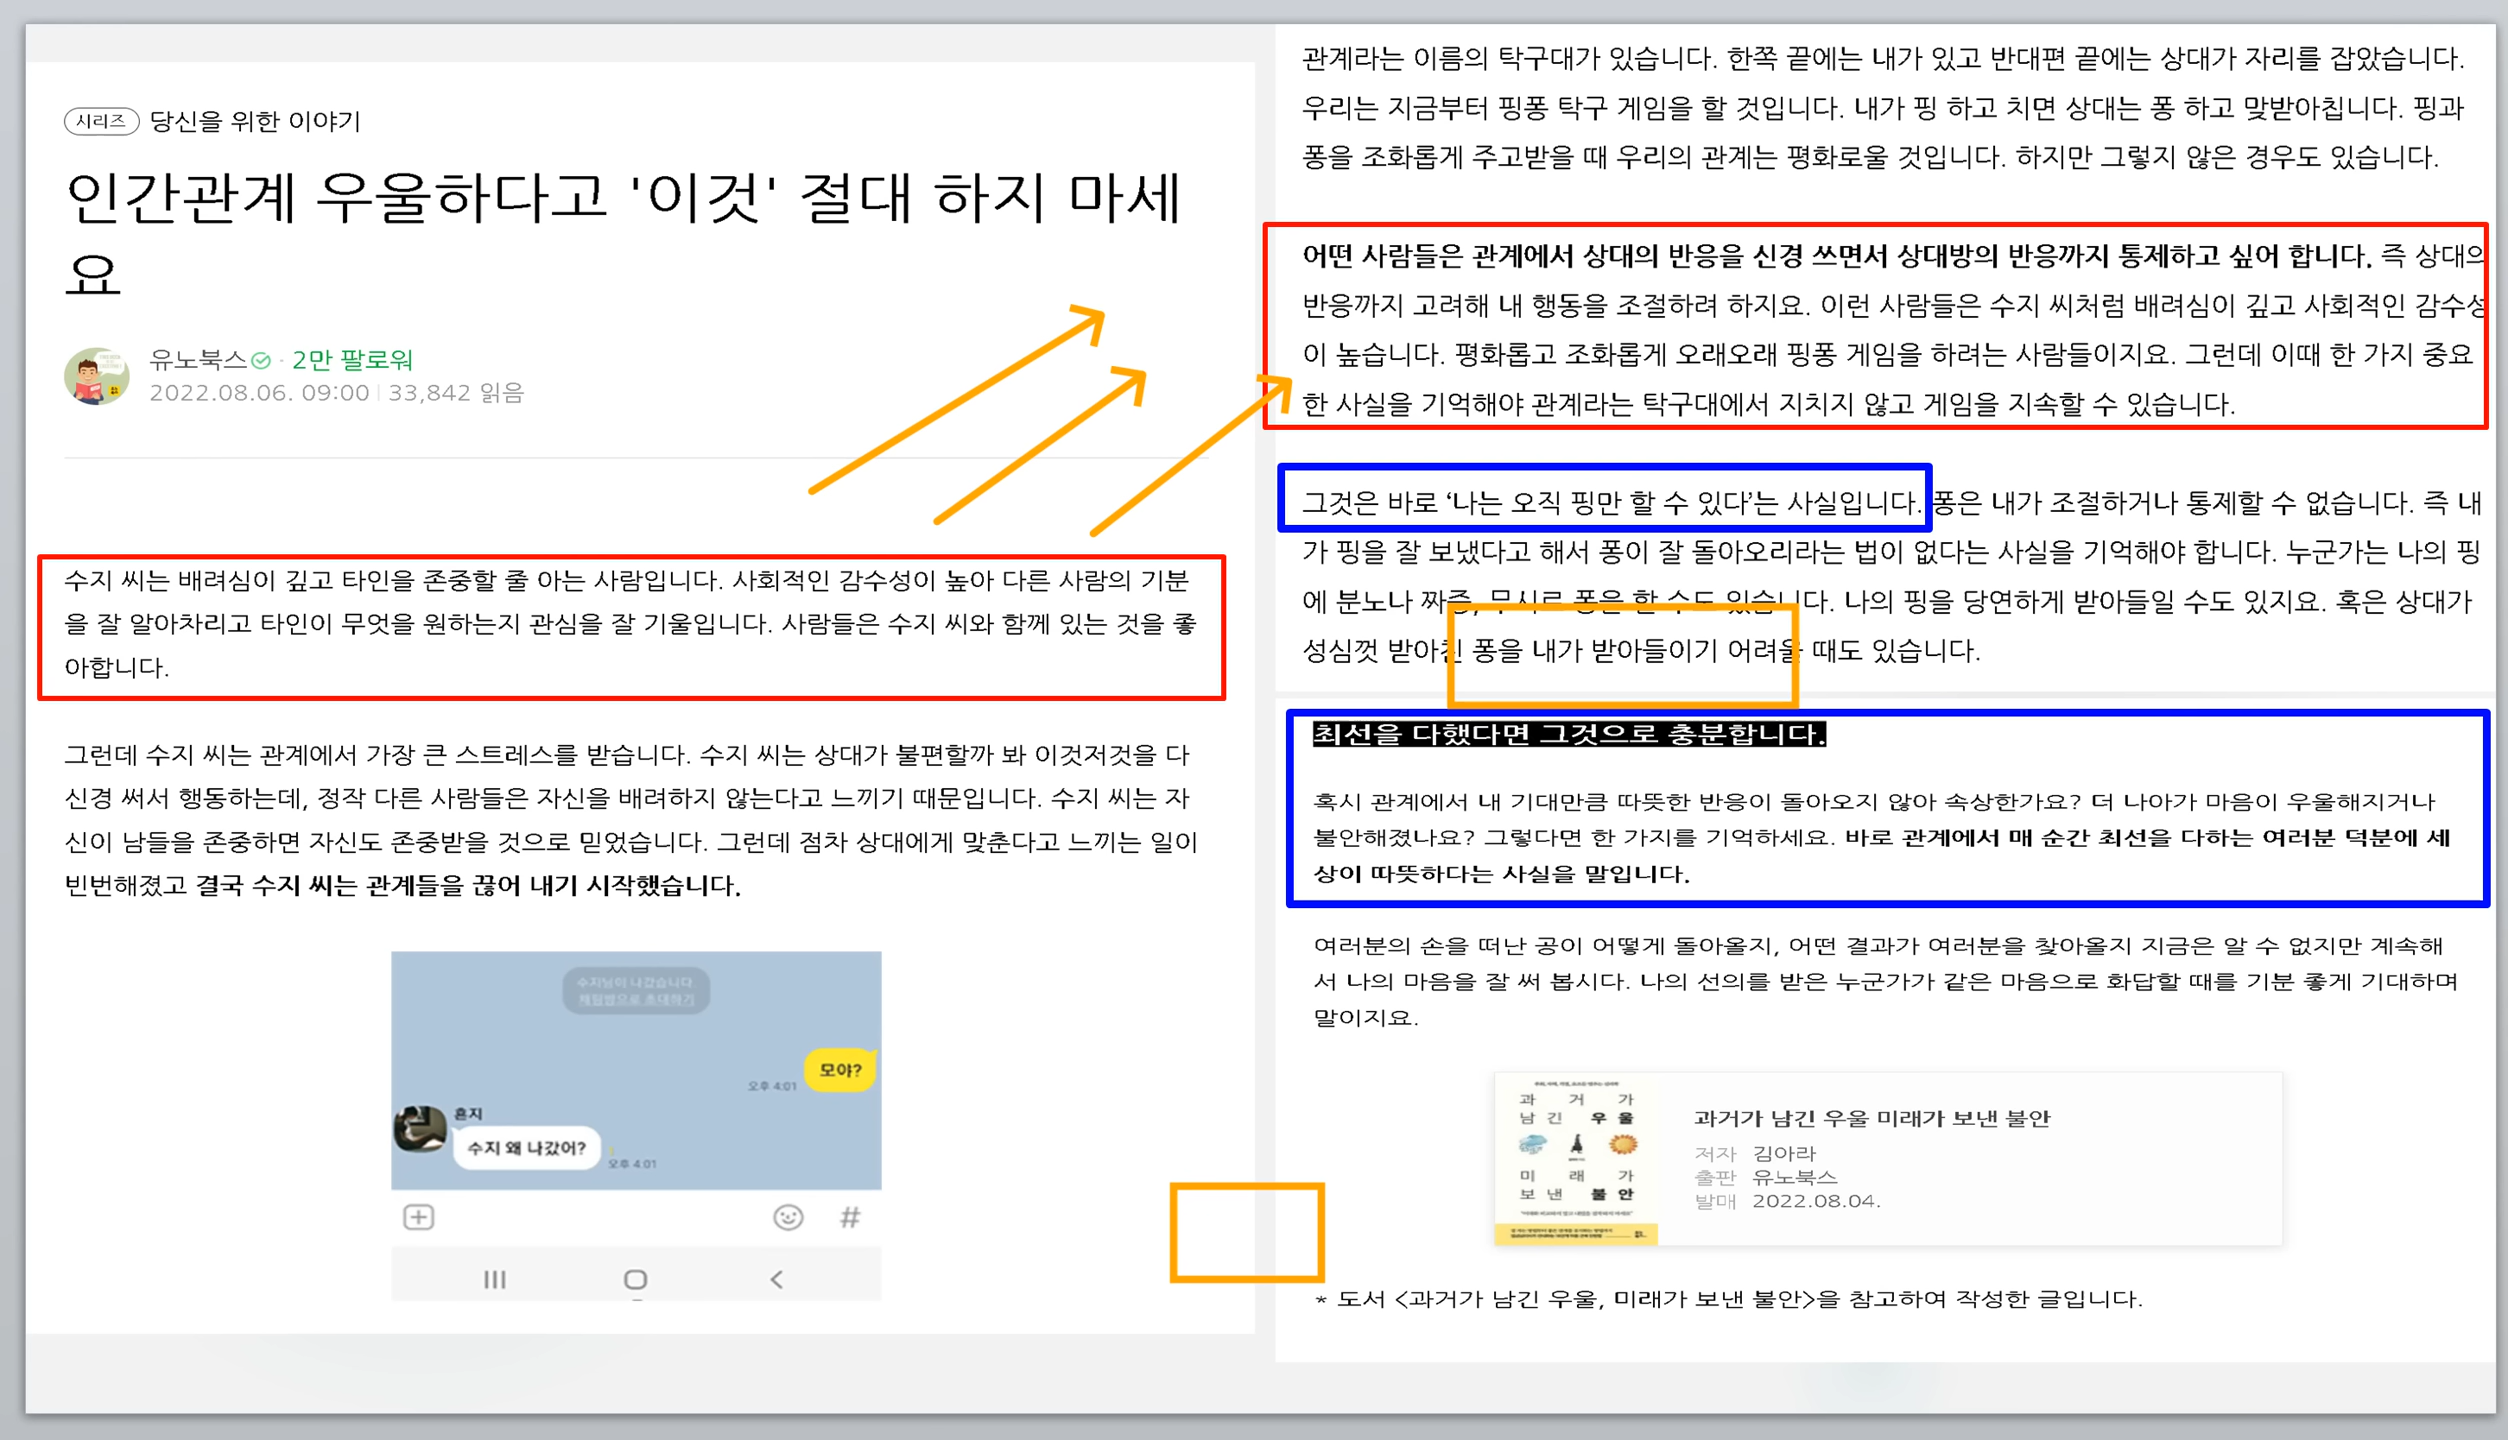 시리즈 당신을 위한 이야기
인간관계 우울하다고 '이것' 절대 하지 마세
요
유노북스 · 2만 팔로워
2022.08.06. 09:00 | 33,842 읽음
수지 씨는 배려심이 깊고 타인을 존중할 줄 아는 사람입니다. 사회적인 감수성이 높아 다른 사람의 기분
을 잘 알아차리고 타인이 무엇을 원하는지 관심을 잘 기울입니다. 사람들은 수지 씨와 함께 있는 것을 좋
아합니다.
그런데 수지 씨는 관계에서 가장 큰 스트레스를 받습니다. 수지 씨는 상대가 불편할까 봐 이것저것을 다
신경 써서 행동하는데, 정작 다른 사람들은 자신을 배려하지 않는다고 느끼기 때문입니다. 수지 씨는 자
신이 남들을 존중하면 자신도 존중받을 것으로 믿었습니다. 그런데 점차 상대에게 맞춘다고 느끼는 일이
빈번해졌고 결국 수지 씨는 관계들을 끊어 내기 시작했습니다.
수지님이 나갔습니다
채팅방으로 초대하기
모야?
오후 4:01
흔지
수지 왜 나갔어?
오후 4:01
#
관계라는 이름의 탁구대가 있습니다. 한쪽 끝에는 내가 있고 반대편 끝에는 상대가 자리를 잡았습니다.
우리는 지금부터 핑퐁 탁구 게임을 할 것입니다. 내가 핑 하고 치면 상대는 퐁 하고 맞받아칩니다. 핑과
퐁을 조화롭게 주고받을 때 우리의 관계는 평화로울 것입니다. 하지만 그렇지 않은 경우도 있습니다.
어떤 사람들은 관계에서 상대의 반응을 신경 쓰면서 상대방의 반응까지 통제하고 싶어 합니다. 즉 상대의
반응까지 고려해 내 행동을 조절하려 하지요. 이런 사람들은 수지 씨처럼 배려심이 깊고 사회적인 감수성
이 높습니다. 평화롭고 조화롭게 오래오래 핑퐁 게임을 하려는 사람들이지요. 그런데 이때 한 가지 중요
한 사실을 기억해야 관계라는 탁구대에서 지치지 않고 게임을 지속할 수 있습니다.
그것은 바로 ‘나는 오직 핑만 할 수 있다’는 사실입니다. 퐁은 내가 조절하거나 통제할 수 없습니다. 즉 내
가 핑을 잘 보냈다고 해서 퐁이 잘 돌아오리라는 법이 없다는 사실을 기억해야 합니다. 누군가는 나의 핑
에 분노나 짜증, 무시로 퐁을 할 수도 있습니다. 나의 핑을 당연하게 받아들일 수도 있지요. 혹은 상대가
성심껏 받아친 퐁을 내가 받아들이기 어려울 때도 있습니다.
최선을 다했다면 그것으로 충분합니다.
혹시 관계에서 내 기대만큼 따뜻한 반응이 돌아오지 않아 속상한가요? 더 나아가 마음이 우울해지거나
불안해졌나요? 그렇다면 한 가지를 기억하세요. 바로 관계에서 매 순간 최선을 다하는 여러분 덕분에 세
상이 따뜻하다는 사실을 말입니다.
여러분의 손을 떠난 공이 어떻게 돌아올지, 어떤 결과가 여러분을 찾아올지 지금은 알 수 없지만 계속해
서 나의 마음을 잘 써 봅시다. 나의 선의를 받은 누군가가 같은 마음으로 화답할 때를 기분 좋게 기대하며
말이지요.
과거가
남긴 우울
미래가
보낸 불안
과거가 남긴 우울 미래가 보낸 불안
저자 김아라
출판 유노북스
발매 2022.08.04.
* 도서 <과거가 남긴 우울, 미래가 보낸 불안>을 참고하여 작성한 글입니다.